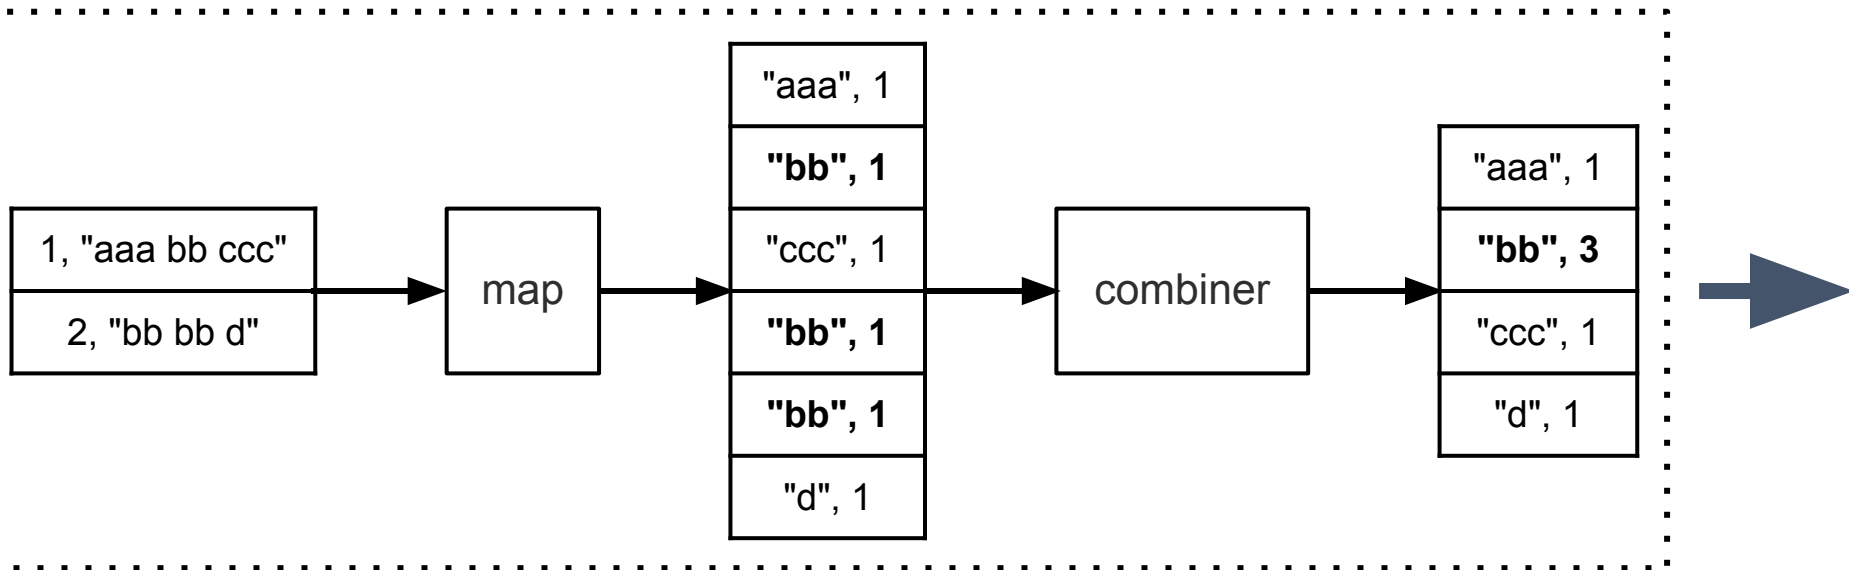 1, "aaa bb ccc"
2, "bb bb d"
map
"aaa", 1
"bb", 1
"ccc", 1
"bb", 1
"bb", 1
"d", 1
combiner
"aaa", 1
"bb", 3
"ccc", 1
"d", 1